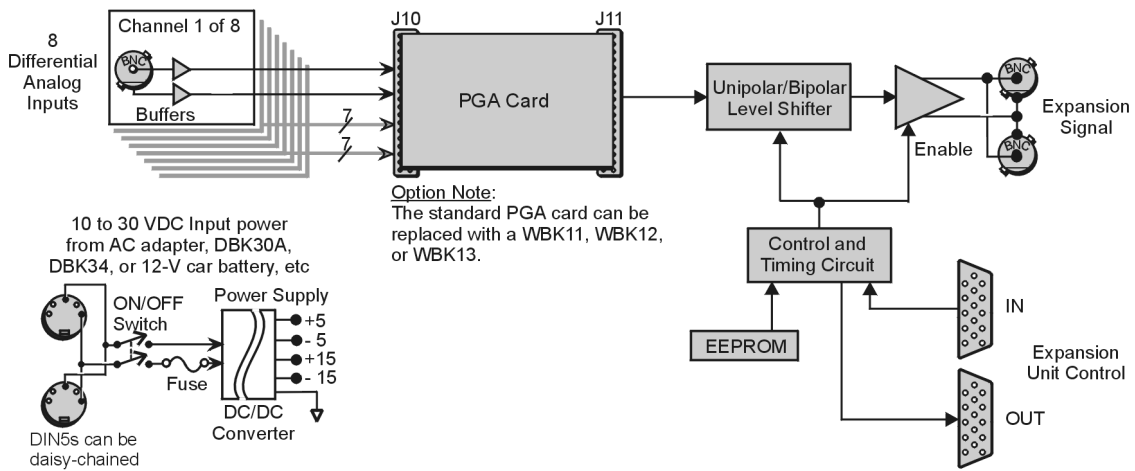 8
Differential
Analog
Inputs
Channel 1 of 8
BNC
Buffers
7
7
J10
J11
PGA Card
Option Note:
The standard PGA card can be
replaced with a WBK11, WBK12,
or WBK13.
Unipolar/Bipolar
Level Shifter
Enable
BNC
BNC
Expansion
Signal
Control and
Timing Circuit
EEPROM
IN
OUT
Expansion
Unit Control
10 to 30 VDC Input power
from AC adapter, DBK30A,
DBK34, or 12-V car battery, etc
ON/OFF
Switch
Fuse
Power Supply
+5
- 5
+15
- 15
DC/DC
Converter
DIN5s can be
daisy-chained